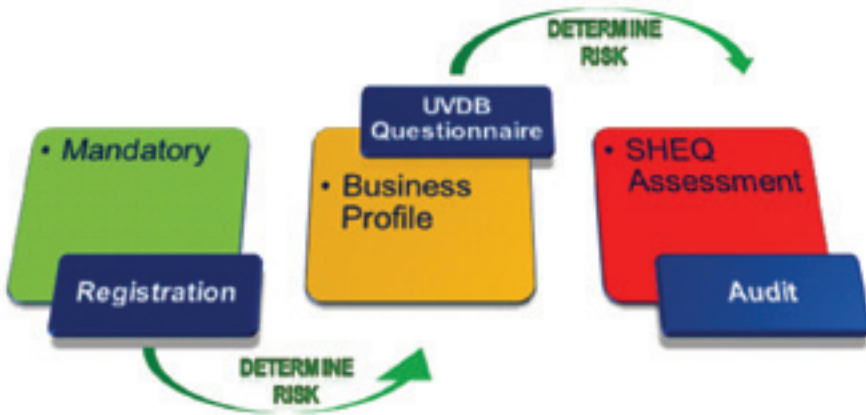 DETERMINE
RISK
UVDB
Questionnaire
• Mandatory
• Business
Profile
• SHEQ
Assessment
Registration
Audit
DETERMINE
RISK